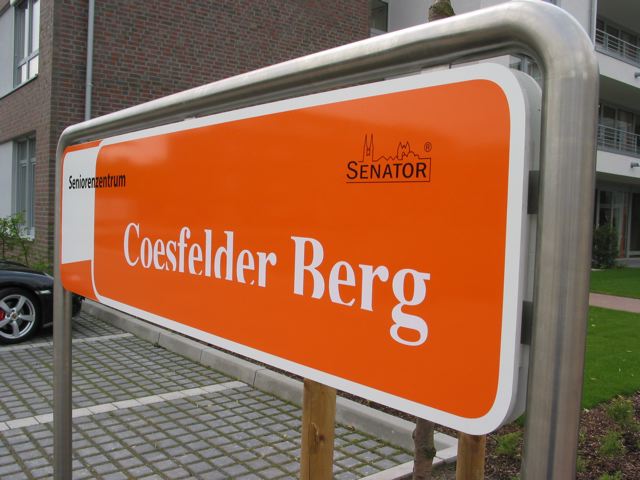 Seniorenzentrum
SENATOR®
Coesfelder Berg